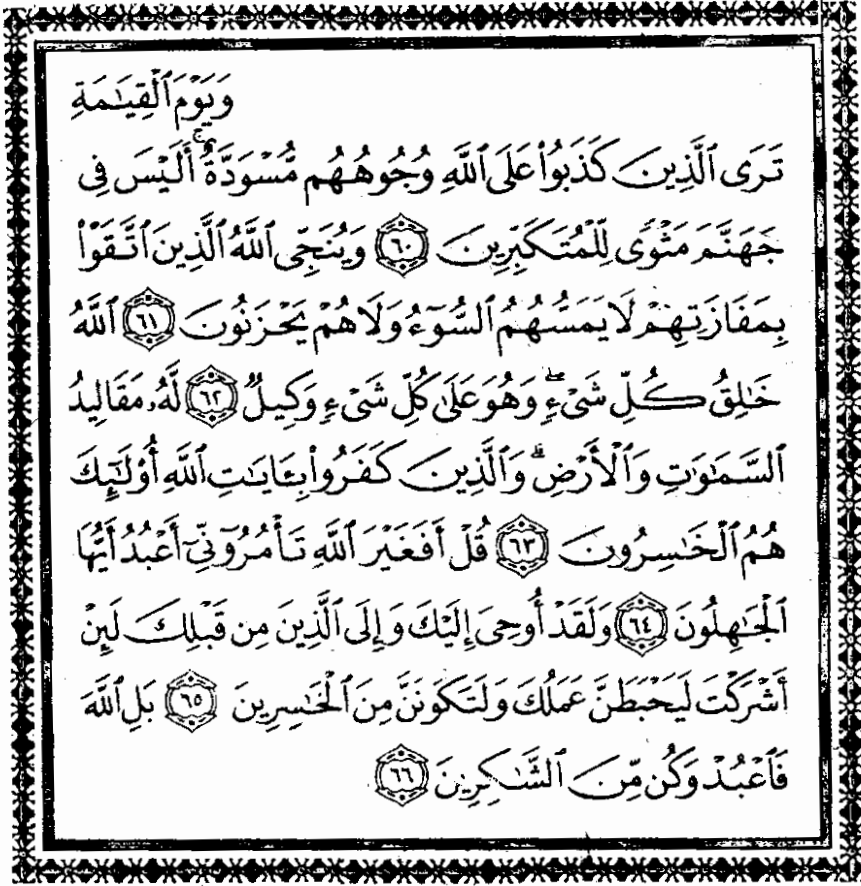 وَيَوْمَ ٱلْقِيَـٰمَةِ
تَرَى ٱلَّذِينَ كَذَبُوا۟ عَلَى ٱللَّهِ وُجُوهُهُم مُّسْوَدَّةٌ ۚ أَلَيْسَ فِى
جَهَنَّمَ مَثْوًى لِّلْمُتَكَبِّرِينَ ٦٠ وَيُنَجِّى ٱللَّهُ ٱلَّذِينَ ٱتَّقَوْا۟
بِمَفَازَتِهِمْ لَا يَمَسُّهُمُ ٱلسُّوٓءُ وَلَا هُمْ يَحْزَنُونَ ٦١ ٱللَّهُ
خَـٰلِقُ كُلِّ شَىْءٍ ۖ وَهُوَ عَلَىٰ كُلِّ شَىْءٍ وَكِيلٌ ٦٢ لَّهُۥ مَقَالِيدُ
ٱلسَّمَـٰوَٰتِ وَٱلْأَرْضِ ۗ وَٱلَّذِينَ كَفَرُوا۟ بِـَٔايَـٰتِ ٱللَّهِ أُو۟لَـٰٓئِكَ
هُمُ ٱلْخَـٰسِرُونَ ٦٣ قُلْ أَفَغَيْرَ ٱللَّهِ تَأْمُرُوٓنِّىٓ أَعْبُدُ أَيُّهَا
ٱلْجَـٰهِلُونَ ٦٤ وَلَقَدْ أُوحِىَ إِلَيْكَ وَإِلَى ٱلَّذِينَ مِن قَبْلِكَ لَئِنْ
أَشْرَكْتَ لَيَحْبَطَنَّ عَمَلُكَ وَلَتَكُونَنَّ مِنَ ٱلْخَـٰسِرِينَ ٦٥ بَلِ ٱللَّهَ
فَٱعْبُدْ وَكُن مِّنَ ٱلشَّـٰكِرِينَ ٦٦